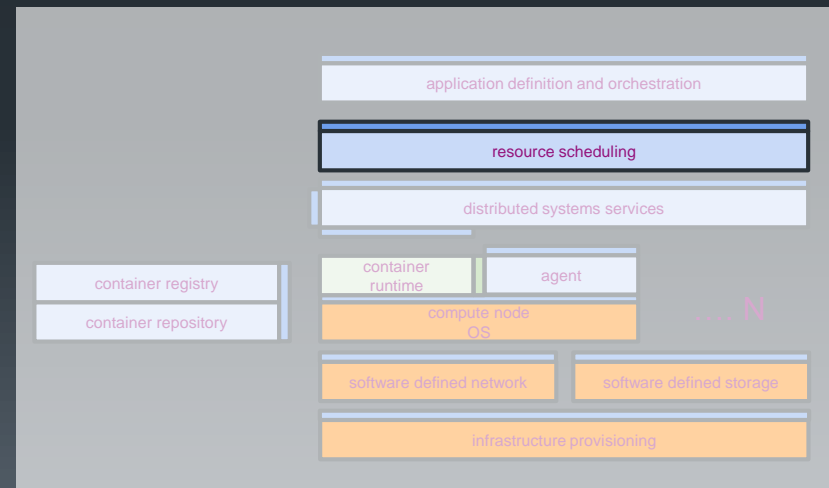 application definition and orchestration
resource scheduling
distributed systems services
container
runtime
agent
container registry
container repository
compute node
OS
.......N
software defined network
software defined storage
infrastructure provisioning